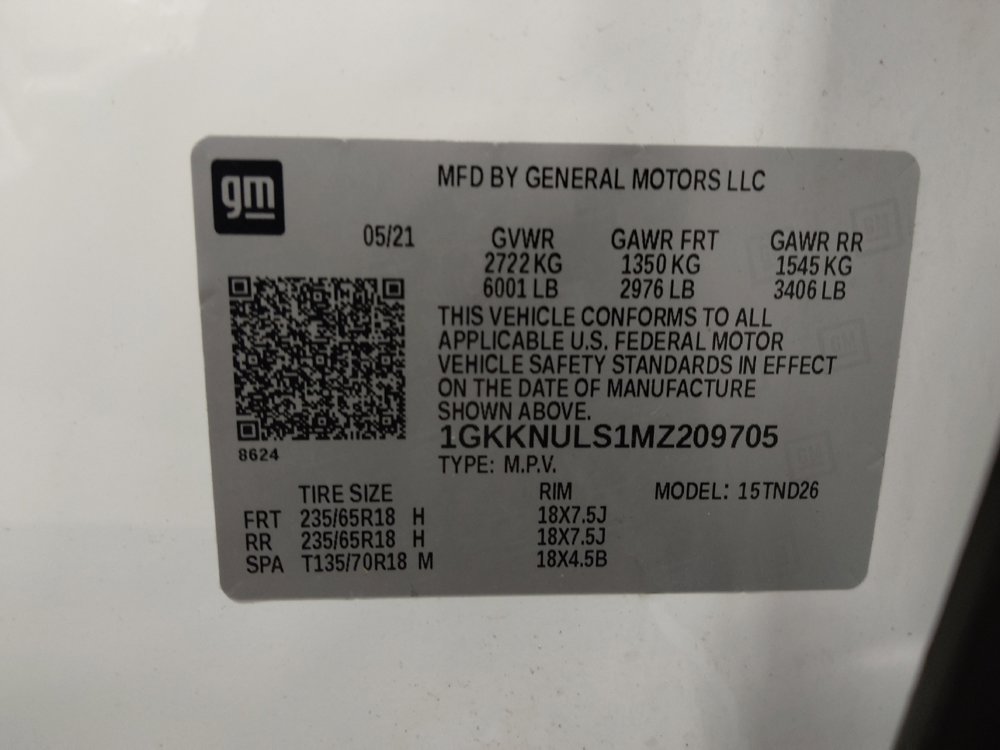 gm
MFD BY GENERAL MOTORS LLC
05/21 GVWR GAWR FRT GAWR RR
2722 KG 1350 KG 1545 KG
6001 LB 2976 LB 3406 LB
THIS VEHICLE CONFORMS TO ALL
APPLICABLE U.S. FEDERAL MOTOR
VEHICLE SAFETY STANDARDS IN EFFECT
ON THE DATE OF MANUFACTURE
SHOWN ABOVE.
1GKKNULS1MZ209705
8624
TYPE: M.P.V.
TIRE SIZE RIM MODEL: 15TND26
FRT 235/65R18 H 18X7.5J
RR 235/65R18 H 18X7.5J
SPA T135/70R18 M 18X4.5B